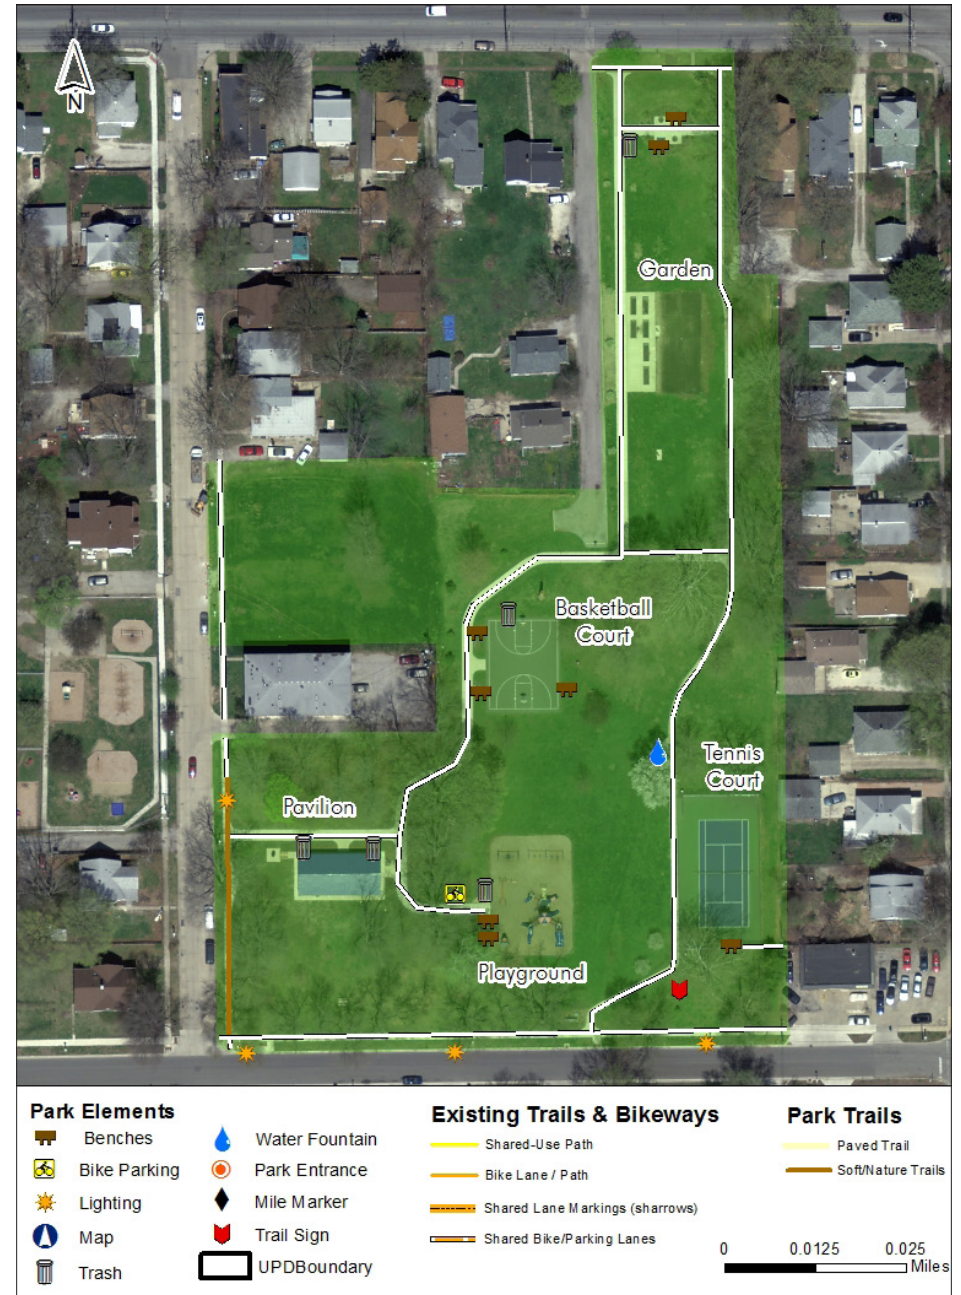 N
Garden
Basketball
Court
Tennis
Court
Pavilion
Playground
Park Elements
Benches
Bike Parking
Lighting
Map
Trash
Water Fountain
Park Entrance
Mile Marker
Trail Sign
UPDBoundary
Existing Trails & Bikeways
Shared-Use Path
Bike Lane / Path
Shared Lane Markings (sharrows)
Shared Bike/Parking Lanes
Park Trails
Paved Trail
Soft/Nature Trails
0 0.0125 0.025
Miles